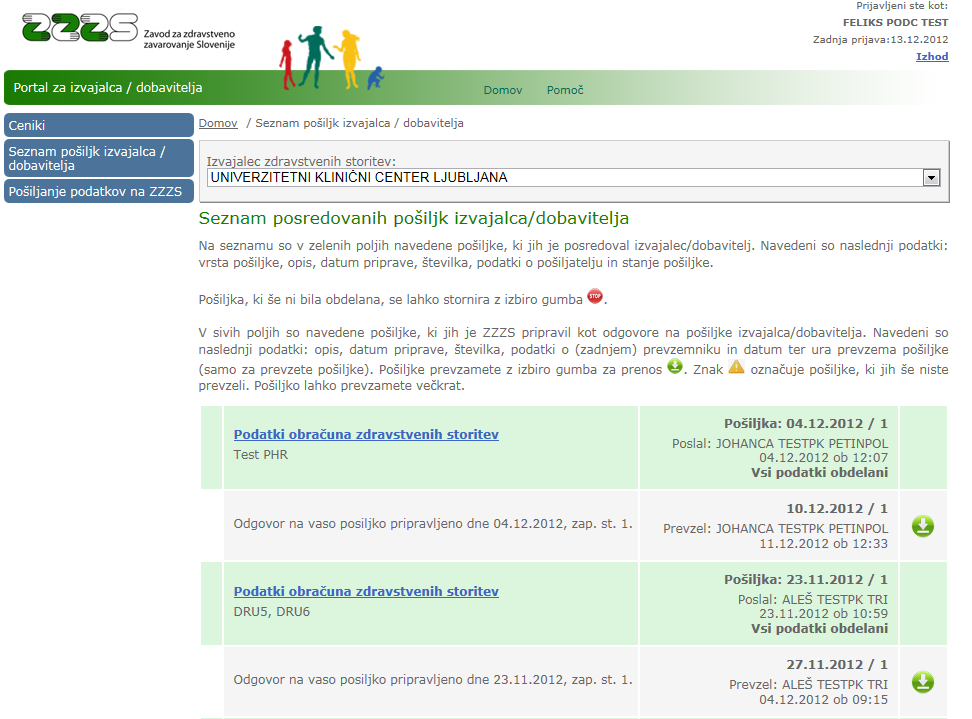 Prijavljeni ste kot:
FELIKS PODC TEST
Zadnja prijava:13.12.2012
Izhod
ZZZS
Zavod za zdravstveno
zavarovanje Slovenije
Portal za izvajalca / dobavitelja
Domov
Pomoč
Ceniki
Seznam pošiljk izvajalca /
dobavitelja
Pošiljanje podatkov na ZZZS
Domov / Seznam pošiljk izvajalca / dobavitelja
Izvajalec zdravstvenih storitev:
UNIVERZITETNI KLINIČNI CENTER LJUBLJANA
Seznam posredovanih pošiljk izvajalca/dobavitelja
Na seznamu so v zelenih poljih navedene pošiljke, ki jih je posredoval izvajalec/dobavitelj. Navedeni so naslednji podatki:
vrsta pošiljke, opis, datum priprave, številka, podatki o pošiljatelju in stanje pošiljke.
Pošiljka, ki še ni bila obdelana, se lahko stornira z izbiro gumba STOP.
V sivih poljih so navedene pošiljke, ki jih je ZZZS pripravil kot odgovore na pošiljke izvajalca/dobavitelja. Navedeni so
naslednji podatki: opis, datum priprave, številka, podatki o (zadnjem) prevzemniku in datum ter ura prevzema pošiljke
(samo za prevzete pošiljke). Pošiljke prevzamete z izbiro gumba za prenos . Znak označuje pošiljke, ki jih še niste
prevzeli. Pošiljko lahko prevzamete večkrat.
Podatki obračuna zdravstvenih storitev
Test PHR
Pošiljka: 04.12.2012 / 1
Poslal: JOHANCA TESTPK PETINPOL
04.12.2012 ob 12:07
Vsi podatki obdelani
Odgovor na vaso posiljko pripravljeno dne 04.12.2012, zap. st. 1.
10.12.2012 / 1
Prevzel: JOHANCA TESTPK PETINPOL
11.12.2012 ob 12:33
Podatki obračuna zdravstvenih storitev
DRU5, DRU6
Pošiljka: 23.11.2012 / 1
Poslal: ALEŠ TESTPK TRI
23.11.2012 ob 10:59
Vsi podatki obdelani
Odgovor na vaso posiljko pripravljeno dne 23.11.2012, zap. st. 1.
27.11.2012 / 1
Prevzel: ALEŠ TESTPK TRI
04.12.2012 ob 09:15